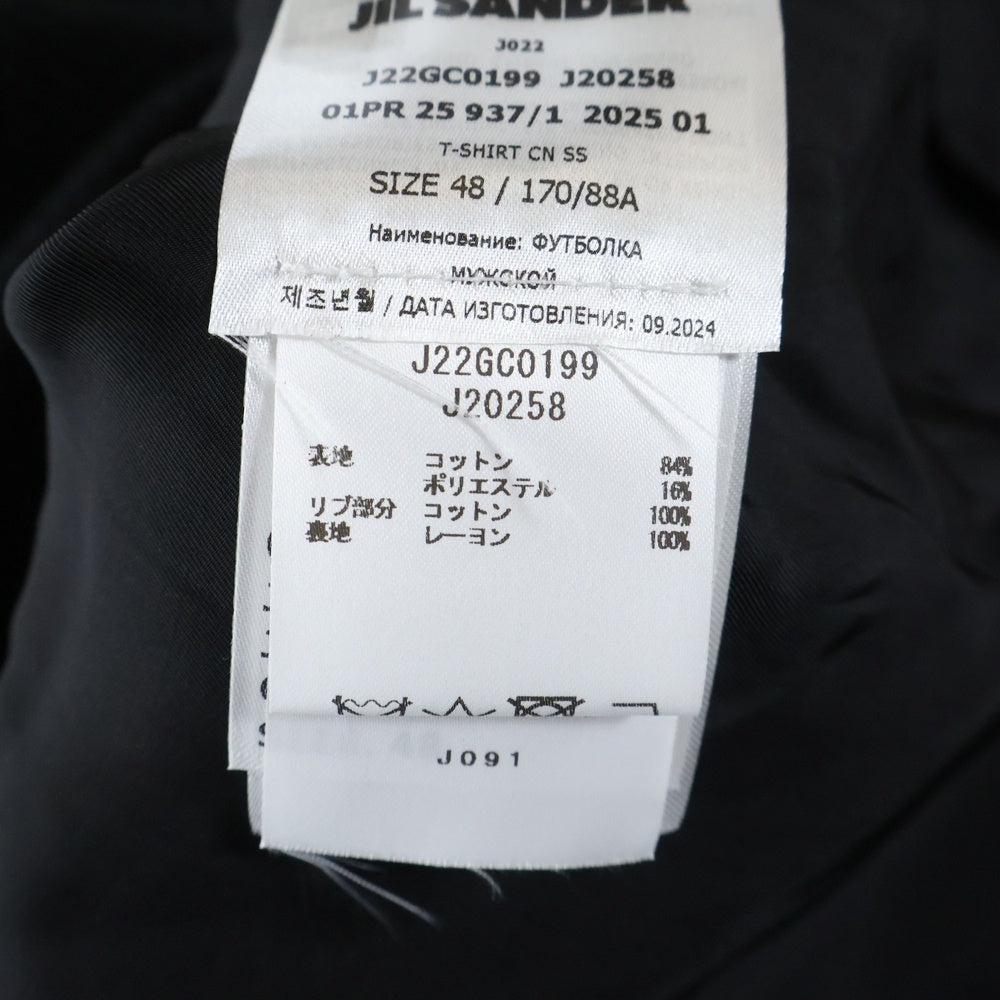 JIL SANDER
J022
J22GC0199 J20258
01PR 25 937/1 2025 01
T-SHIRT CN SS
SIZE 48 / 170/88A
Наименование: ФУТБОЛКА
МУЖСКОЙ
제조년월 / ДАТА ИЗГОТОВЛЕНИЯ: 09.2024
J22GC0199
J20258
表地 コットン 84%
ポリエステル 16%
リブ部分 コットン 100%
裏地 レーヨン 100%
J091